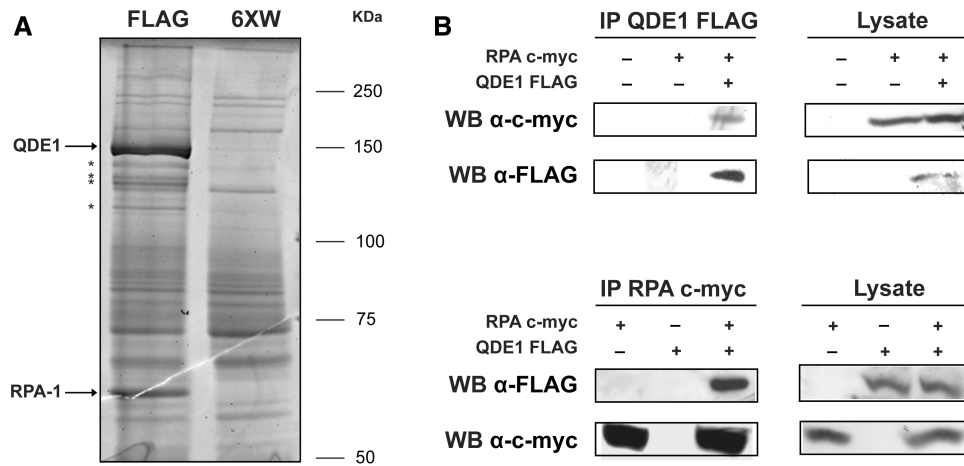 A
FLAG 6XW KDa
250
QDE1 150
*
*
*
*
100
75
RPA-1
50
B
IP QDE1 FLAG Lysate
RPA c-myc – + + – + +
QDE1 FLAG – – + – – +
WB α-c-myc
WB α-FLAG
IP RPA c-myc Lysate
RPA c-myc + – + + – +
QDE1 FLAG – + + – + +
WB α-FLAG
WB α-c-myc